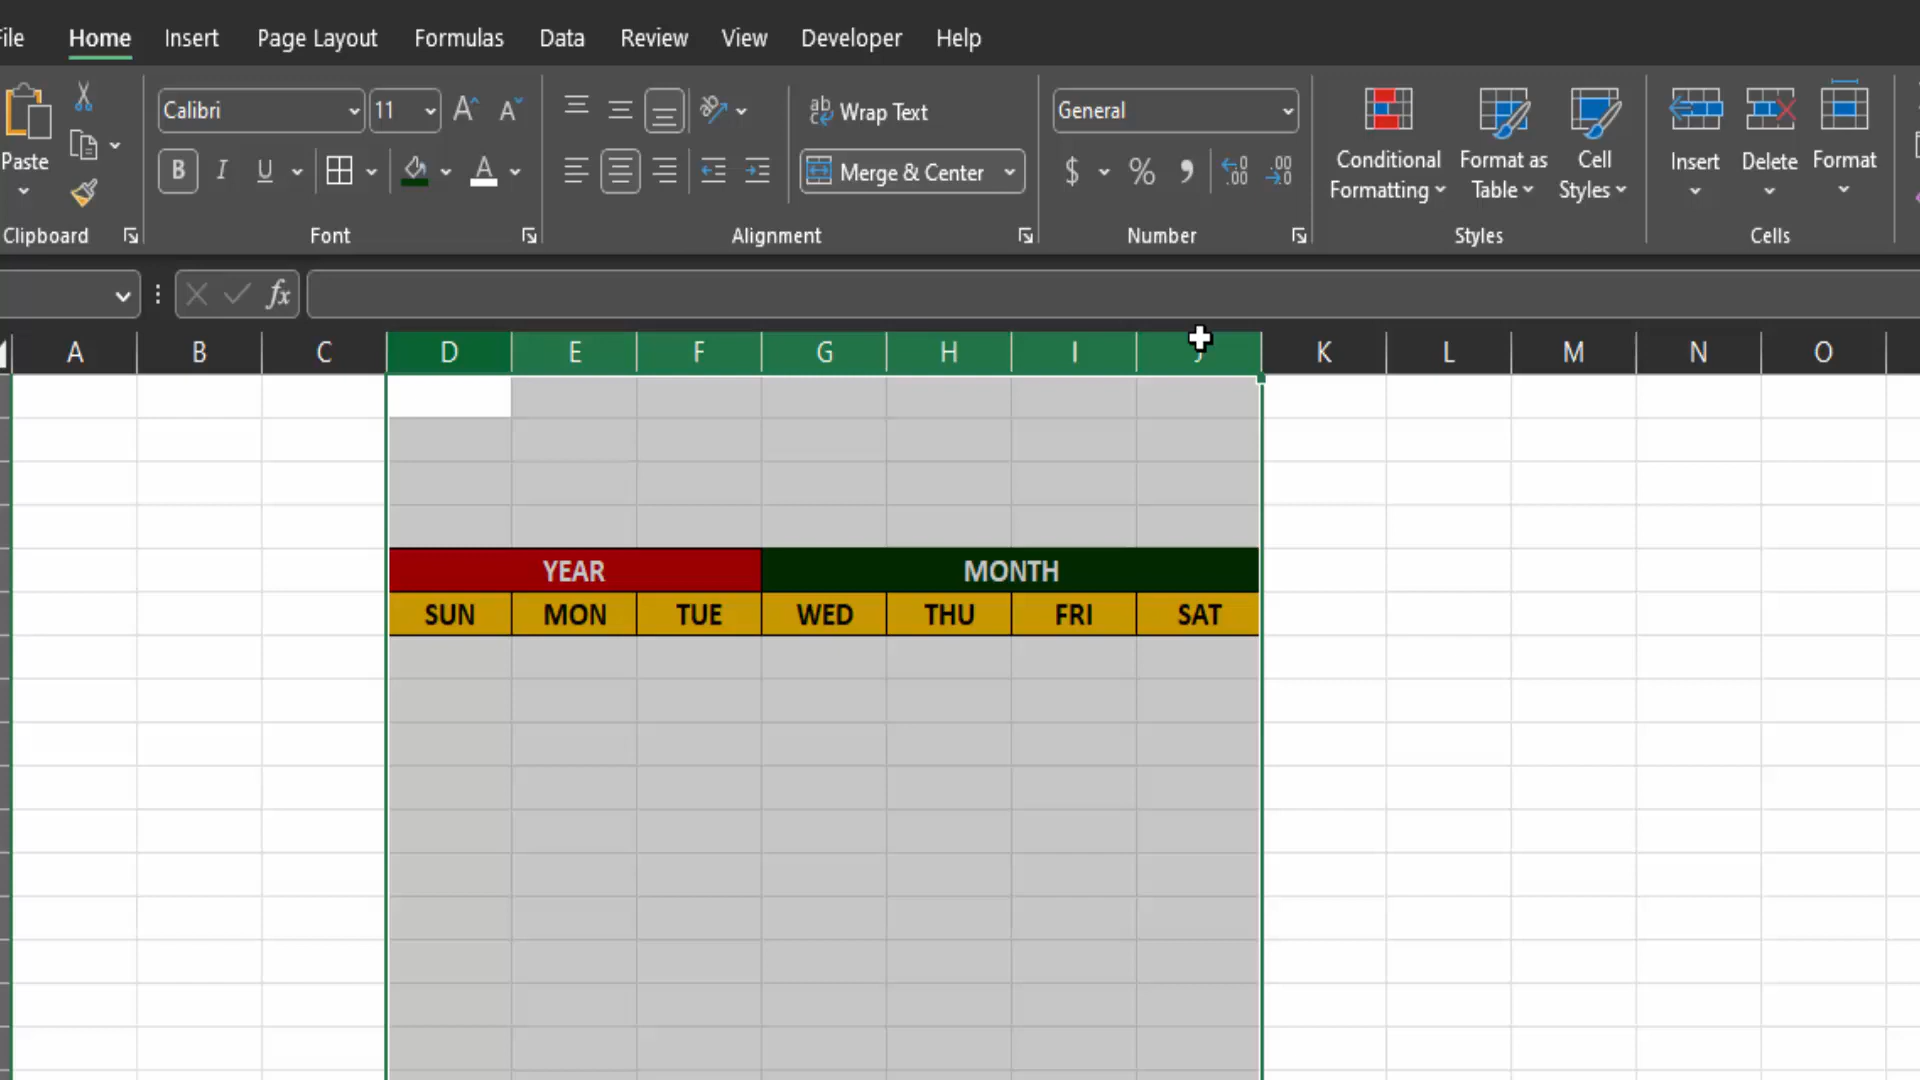 File Home Insert Page Layout Formulas Data Review View Developer Help
Calibri 11 Wrap Text General
Paste B I U Merge & Center $ % Conditional Formatting Format as Table Cell Styles Insert Delete Format
Clipboard Font Alignment Number Styles Cells
fx
A B C D E F G H I J K L M N O
YEAR MONTH
SUN MON TUE WED THU FRI SAT